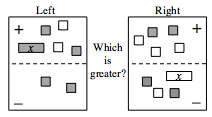 Left
Right
+
x
−
Which
is
greater?
+
x
−